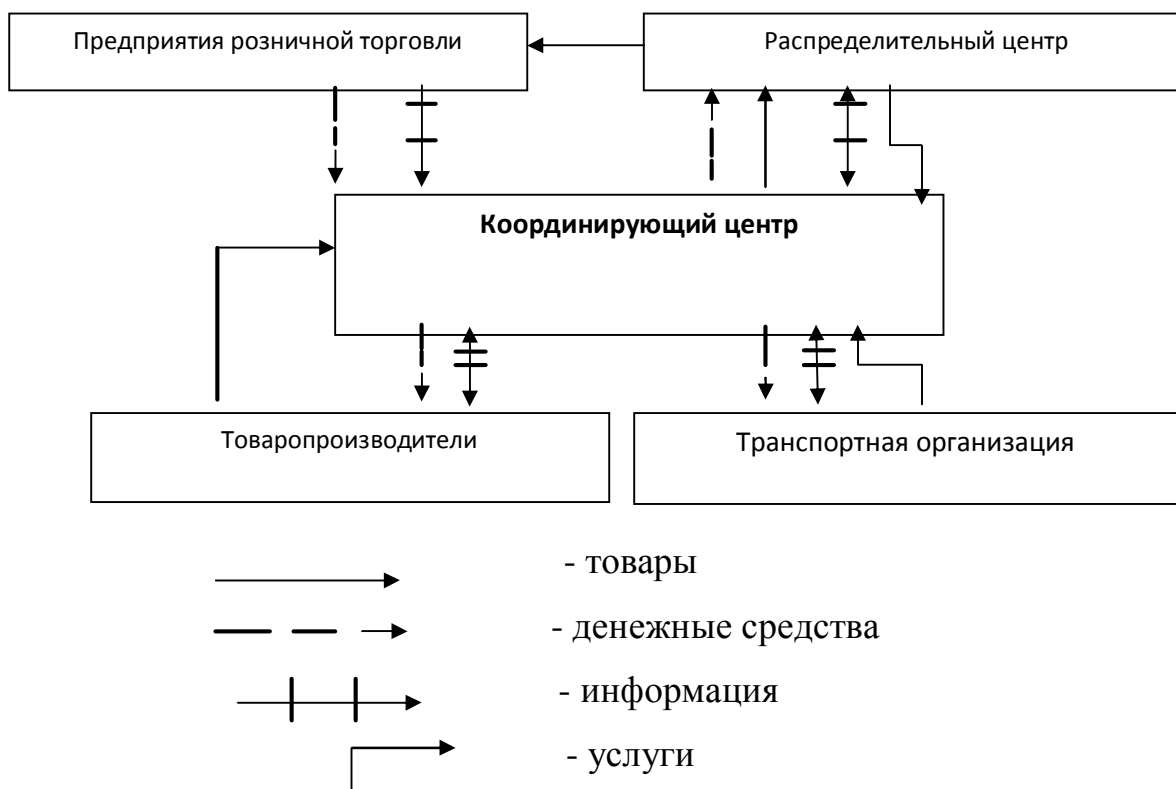 Предприятия розничной торговли
Распределительный центр
Координирующий центр
Товаропроизводители
Транспортная организация
- товары
- денежные средства
- информация
- услуги